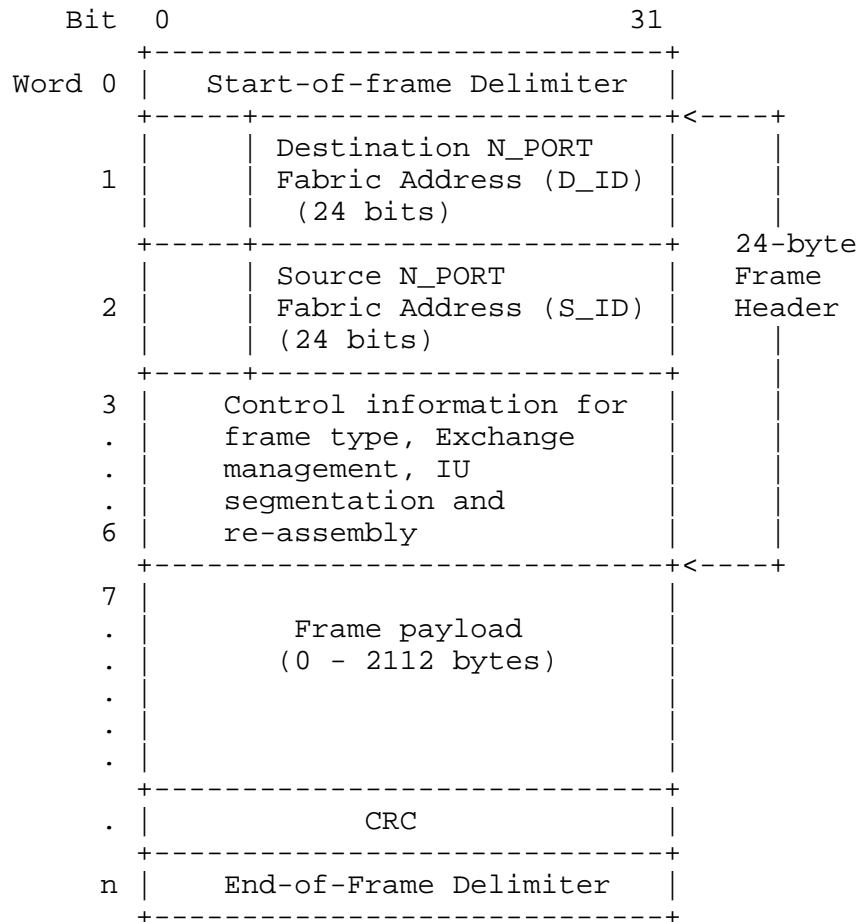 Bit 0 31
+-------------------------------+
Word 0 | Start-of-frame Delimiter |
+-----+-------------------------+<----+
| | Destination N_PORT | |
1 | | Fabric Address (D_ID) | |
| | (24 bits) | |
+-----+-------------------------+ 24-byte
| | Source N_PORT | Frame
2 | | Fabric Address (S_ID) | Header
| | (24 bits) | |
+-----+-------------------------+ |
3 | Control information for | |
. | frame type, Exchange | |
. | management, IU | |
. | segmentation and | |
6 | re-assembly | |
+-------------------------------+<----+
7 | |
. | Frame payload |
. | (0 - 2112 bytes) |
. | |
. | |
. | |
+-------------------------------+
. | CRC |
+-------------------------------+
n | End-of-Frame Delimiter |
+-------------------------------+